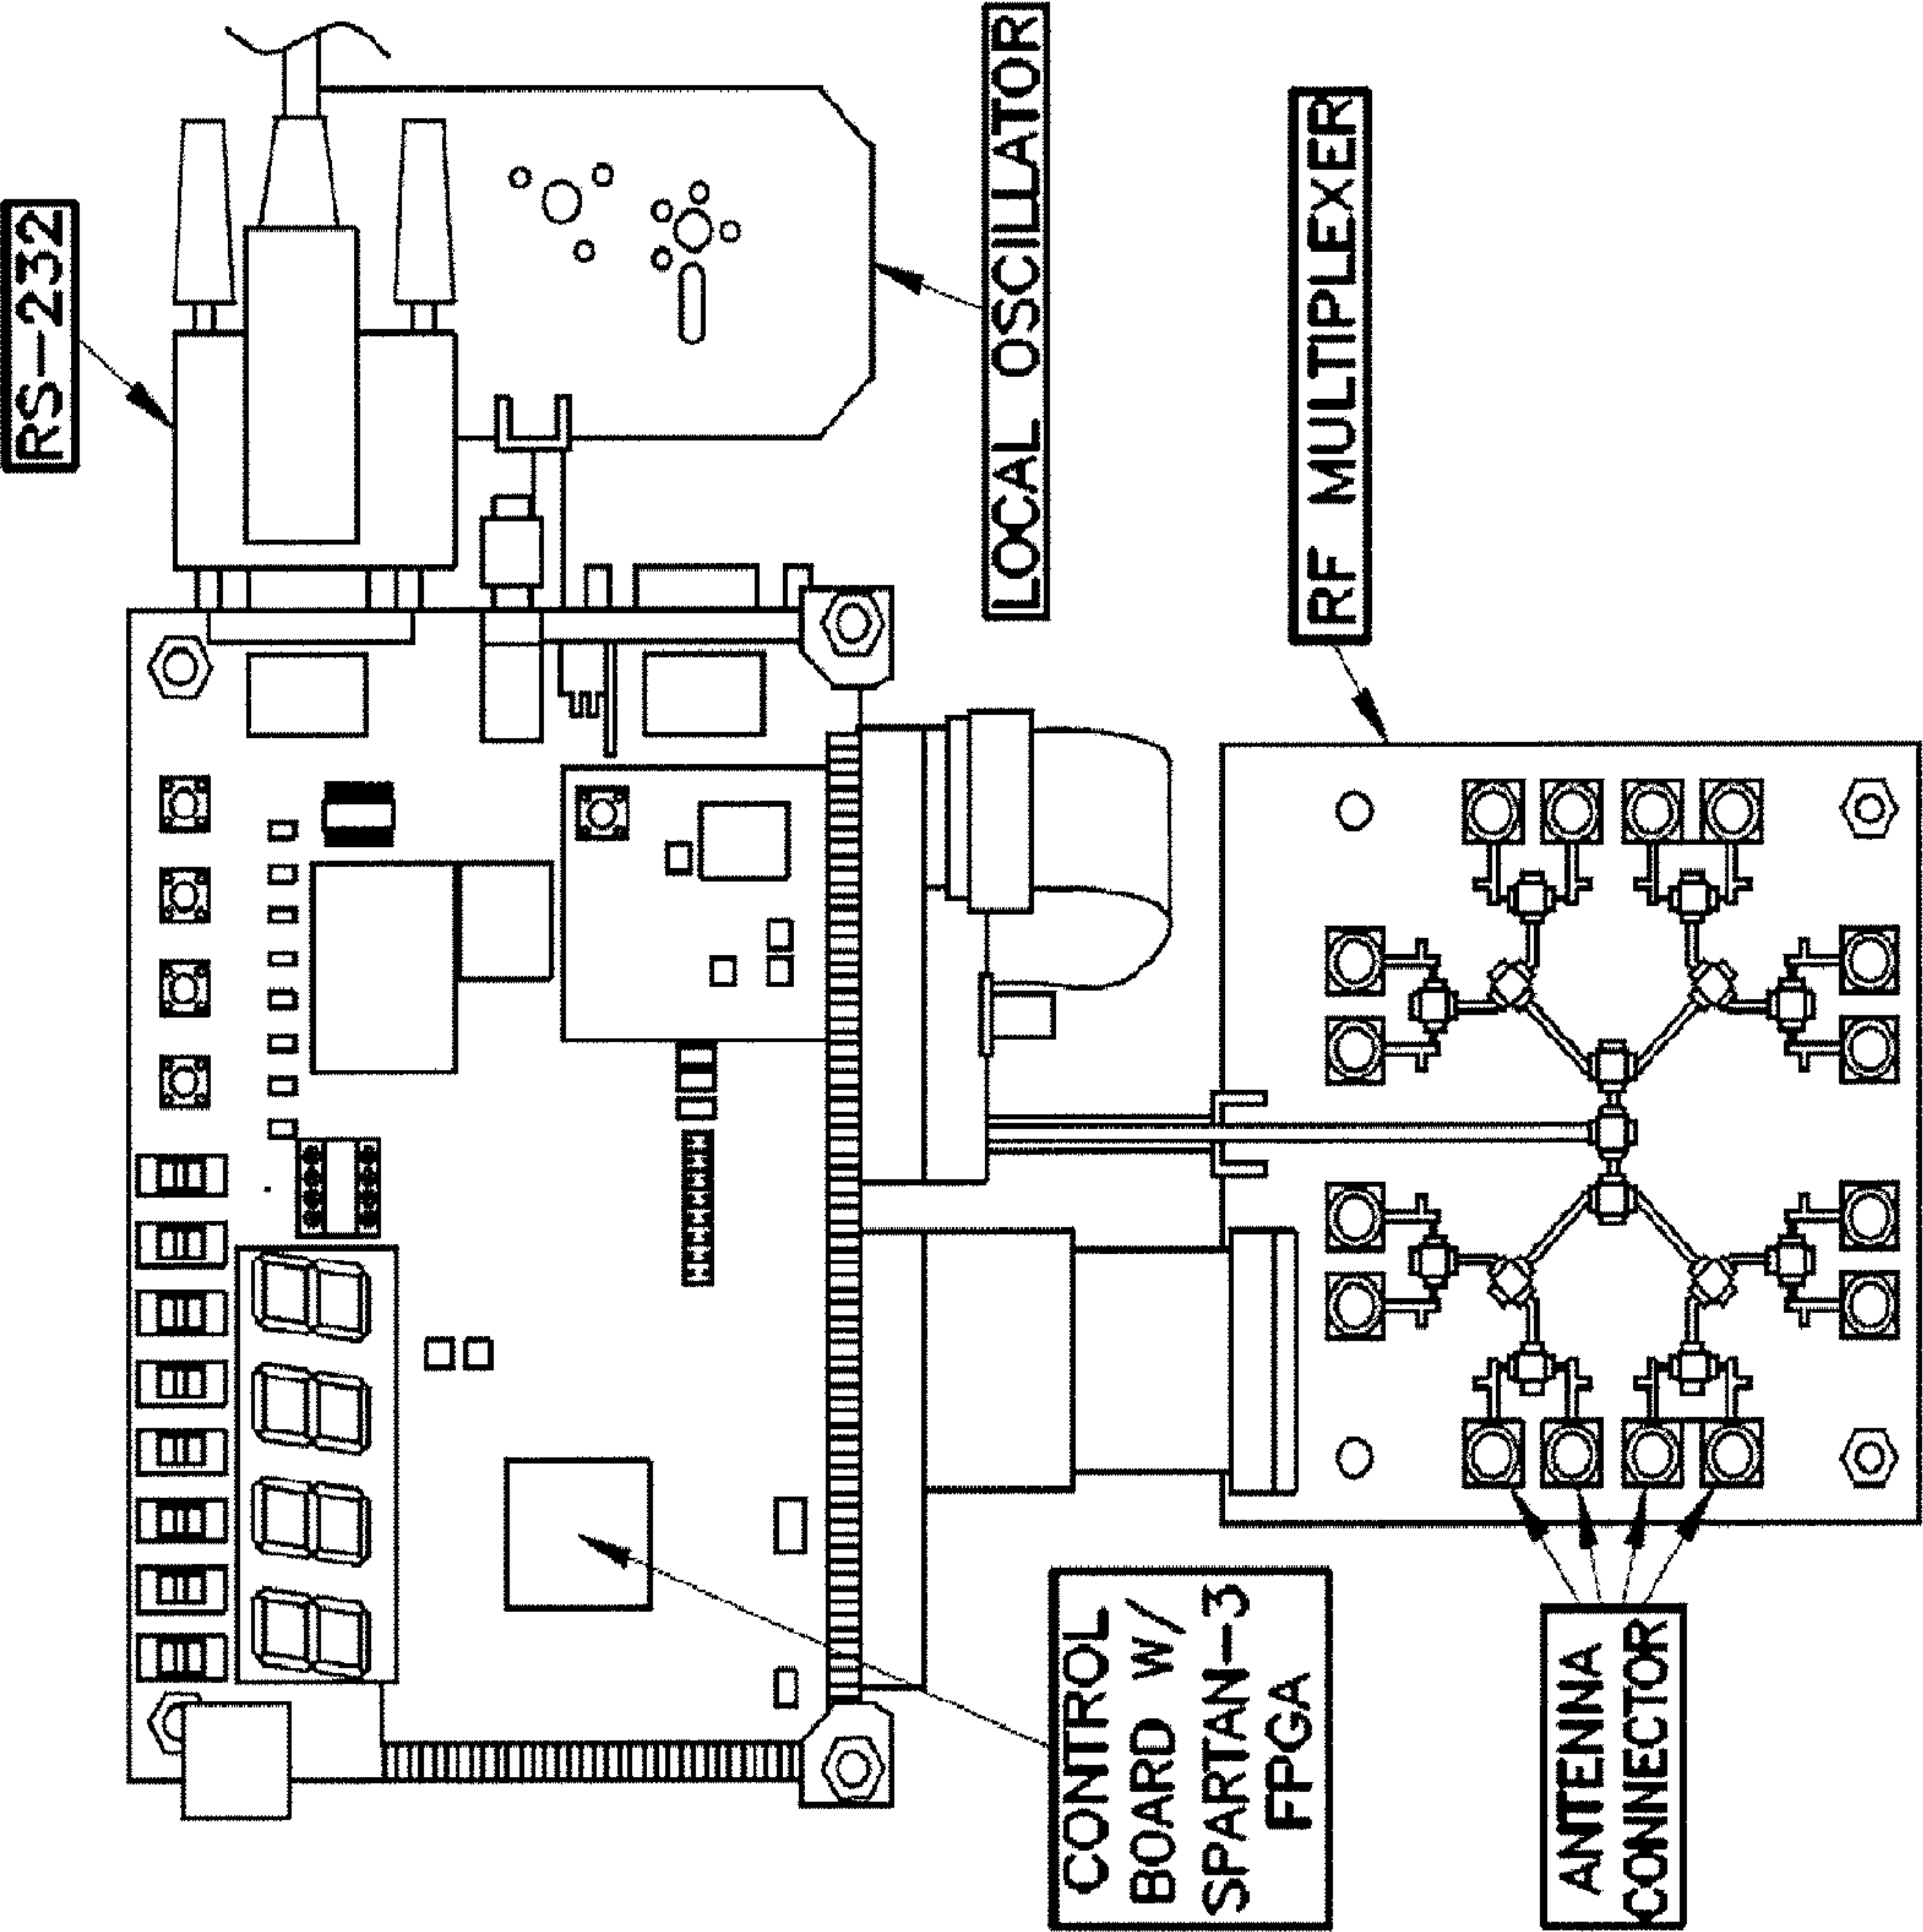 RS-232
LOCAL OSCILLATOR
RF MULTIPLEXER
CONTROL
BOARD W/
SPARTAN-3
FPGA
ANTENNA
CONNECTOR